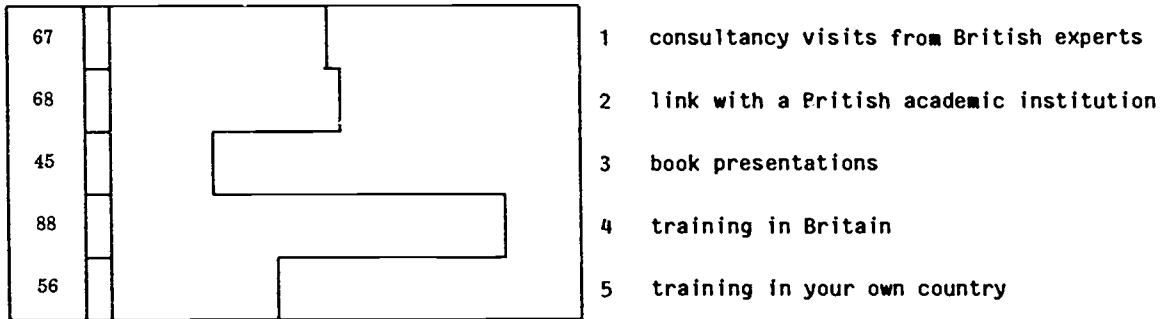 67 1 consultancy visits from British experts
68 2 link with a British academic institution
45 3 book presentations
88 4 training in Britain
56 5 training in your own country